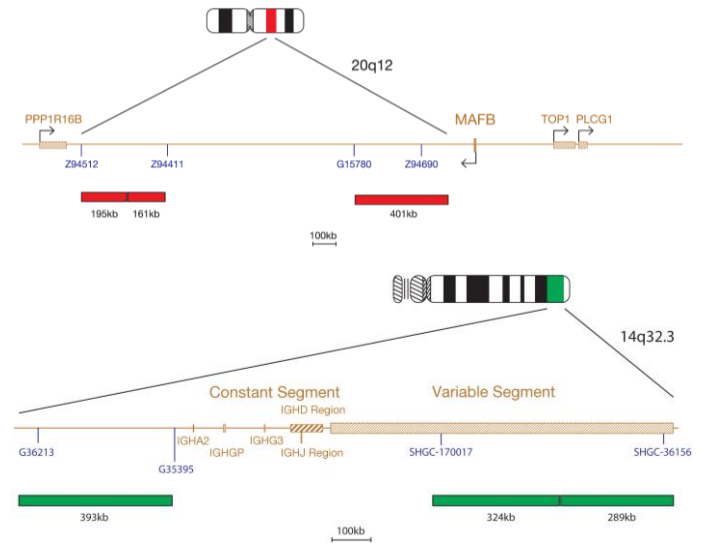 20q12
PPP1R16B
MAFB
TOP1 PLCG1
Z94512 Z94411 G15780 Z94690
195kb 161kb 401kb
100kb
14q32.3
Constant Segment Variable Segment
IGHD Region
IGHA2 IGHGP IGHG3 IGHJ Region
G36213 G35395 SHGC-170017 SHGC-36156
393kb 324kb 289kb
100kb